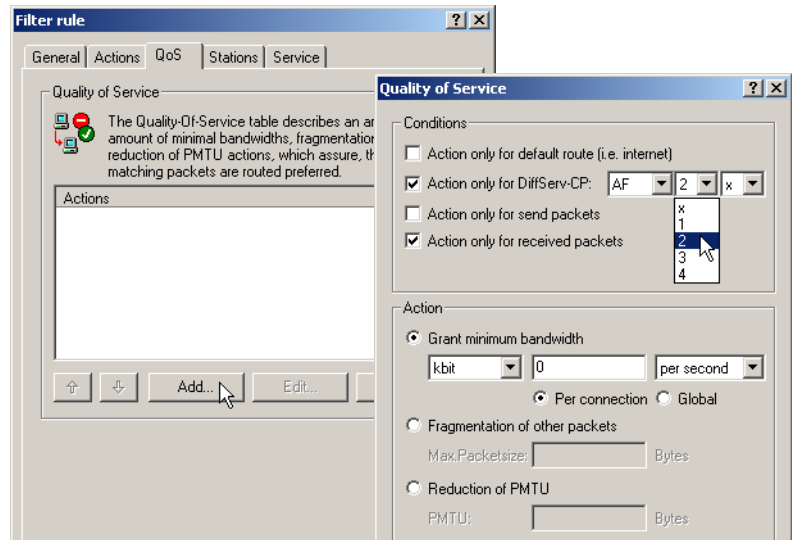 Filter rule
General Actions QoS Stations Service
Quality of Service
The Quality-Of-Service table describes an ar
amount of minimal bandwidths, fragmentation
reduction of PMTU actions, which assure, th
matching packets are routed preferred.
Actions
Add... Edit...
Quality of Service
Conditions
Action only for default route (i.e. internet)
Action only for DiffServ-CP: AF 2 x
Action only for send packets
Action only for received packets
x
1
2
3
4
Action
Grant minimum bandwidth
kbit 0 per second
Per connection Global
Fragmentation of other packets
Max.Packetsize: Bytes
Reduction of PMTU
PMTU: Bytes